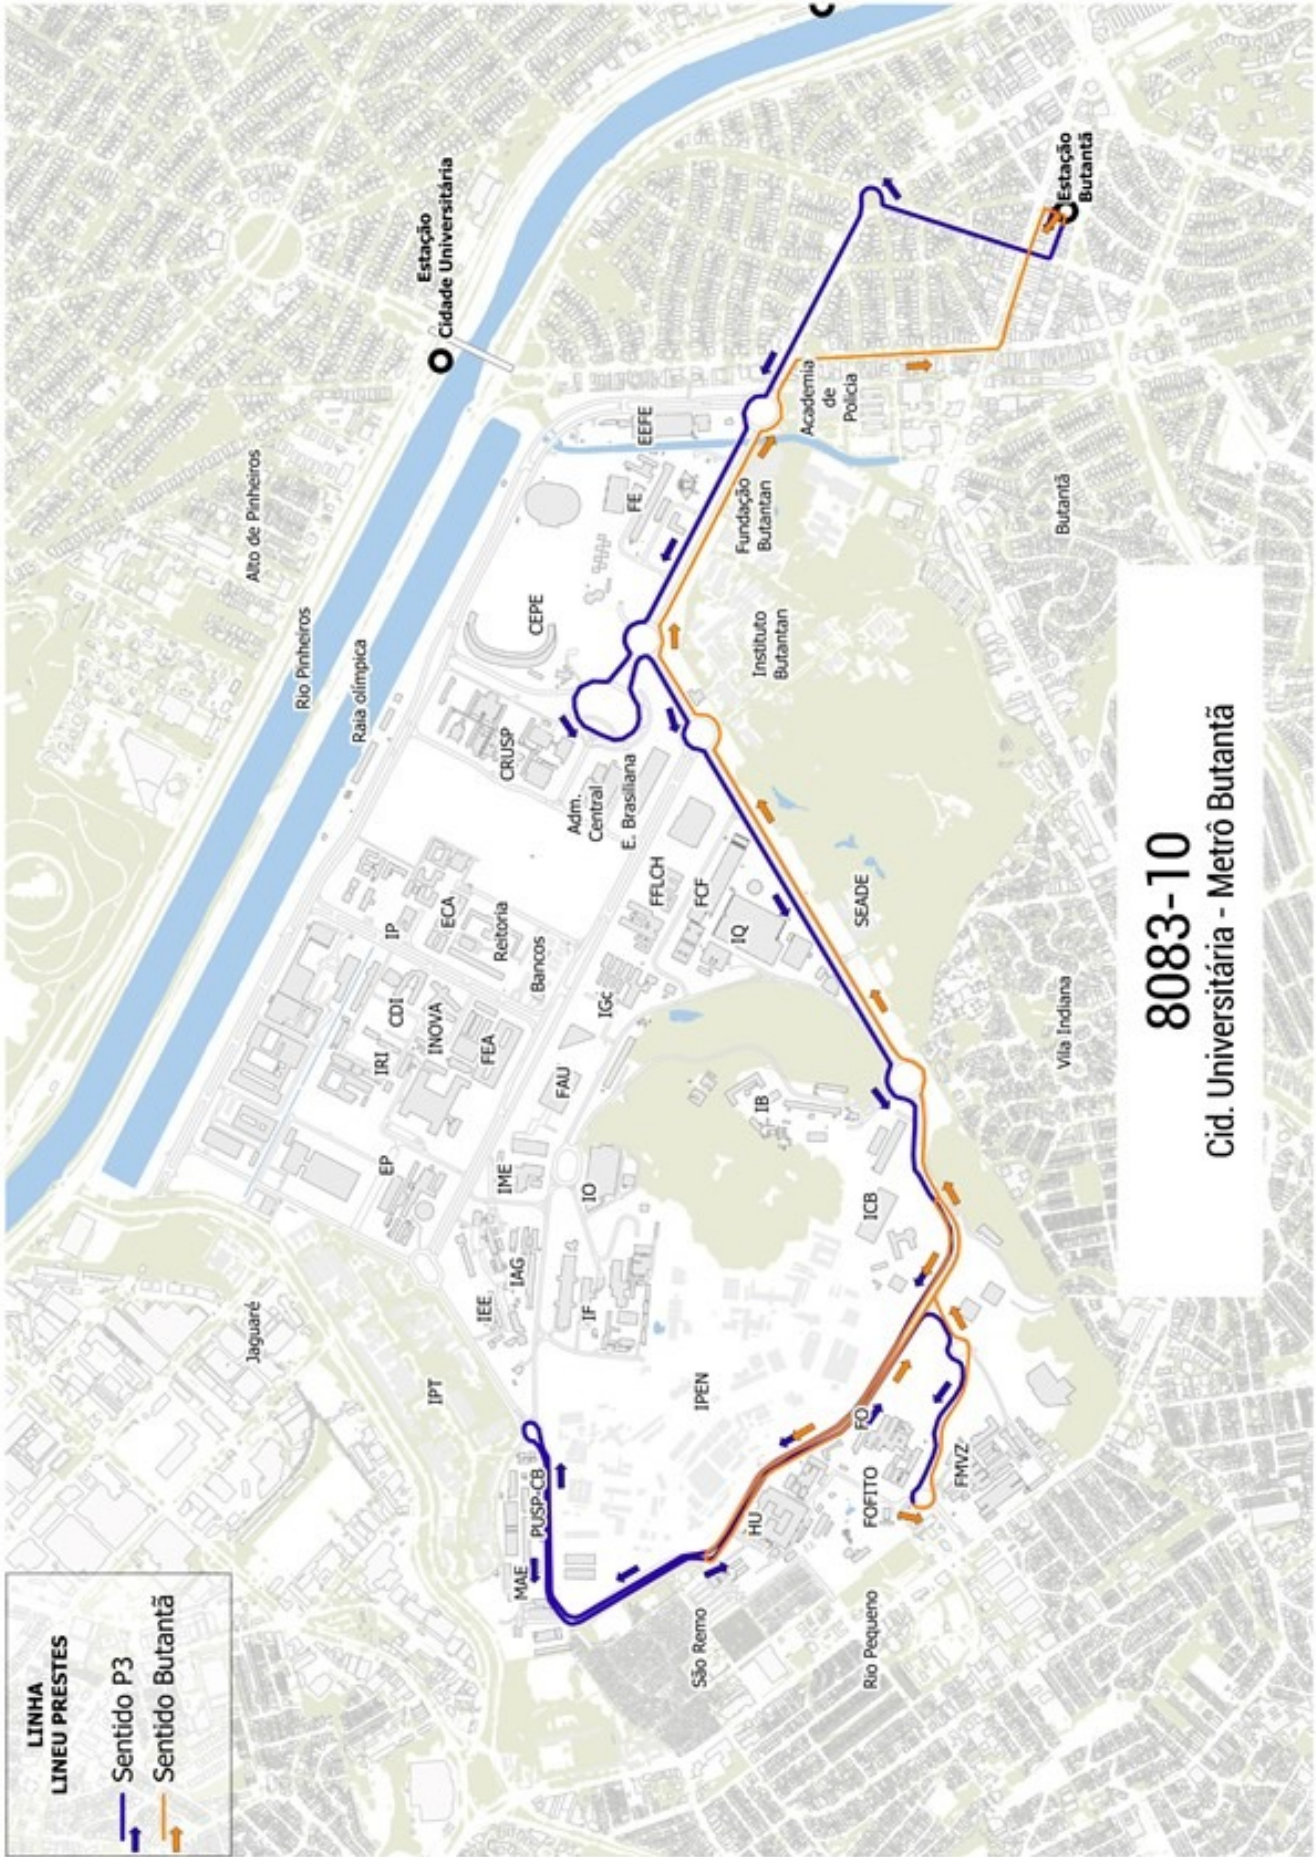 LINHA
LINEU PRESTES
Sentido P3
Sentido Butantã
Jaguaré
Rio Pinheiros
Raia olímpica
Alto de Pinheiros
Estação
Cidade Universitária
IPT
MAE
PUSP-CB
IEE
IAG
IME
EP
IRI
CDI
INOVA
FEA
IP
ECA
Reitoria
Bancos
CRUSP
CEPE
Adm.
Central
E. Brasiliana
FE
EEFE
IF
IO
FAU
IGc
FFLCH
FCF
IQ
IPEN
IB
ICB
SEADE
Instituto
Butantan
Fundação
Butantan
Academia
de
Policia
Estação
Butantã
São Remo
HU
FO
FOFITO
FMVZ
Rio Pequeno
Vila Indiana
Butantã
8083-10
Cid. Universitária - Metrô Butantã